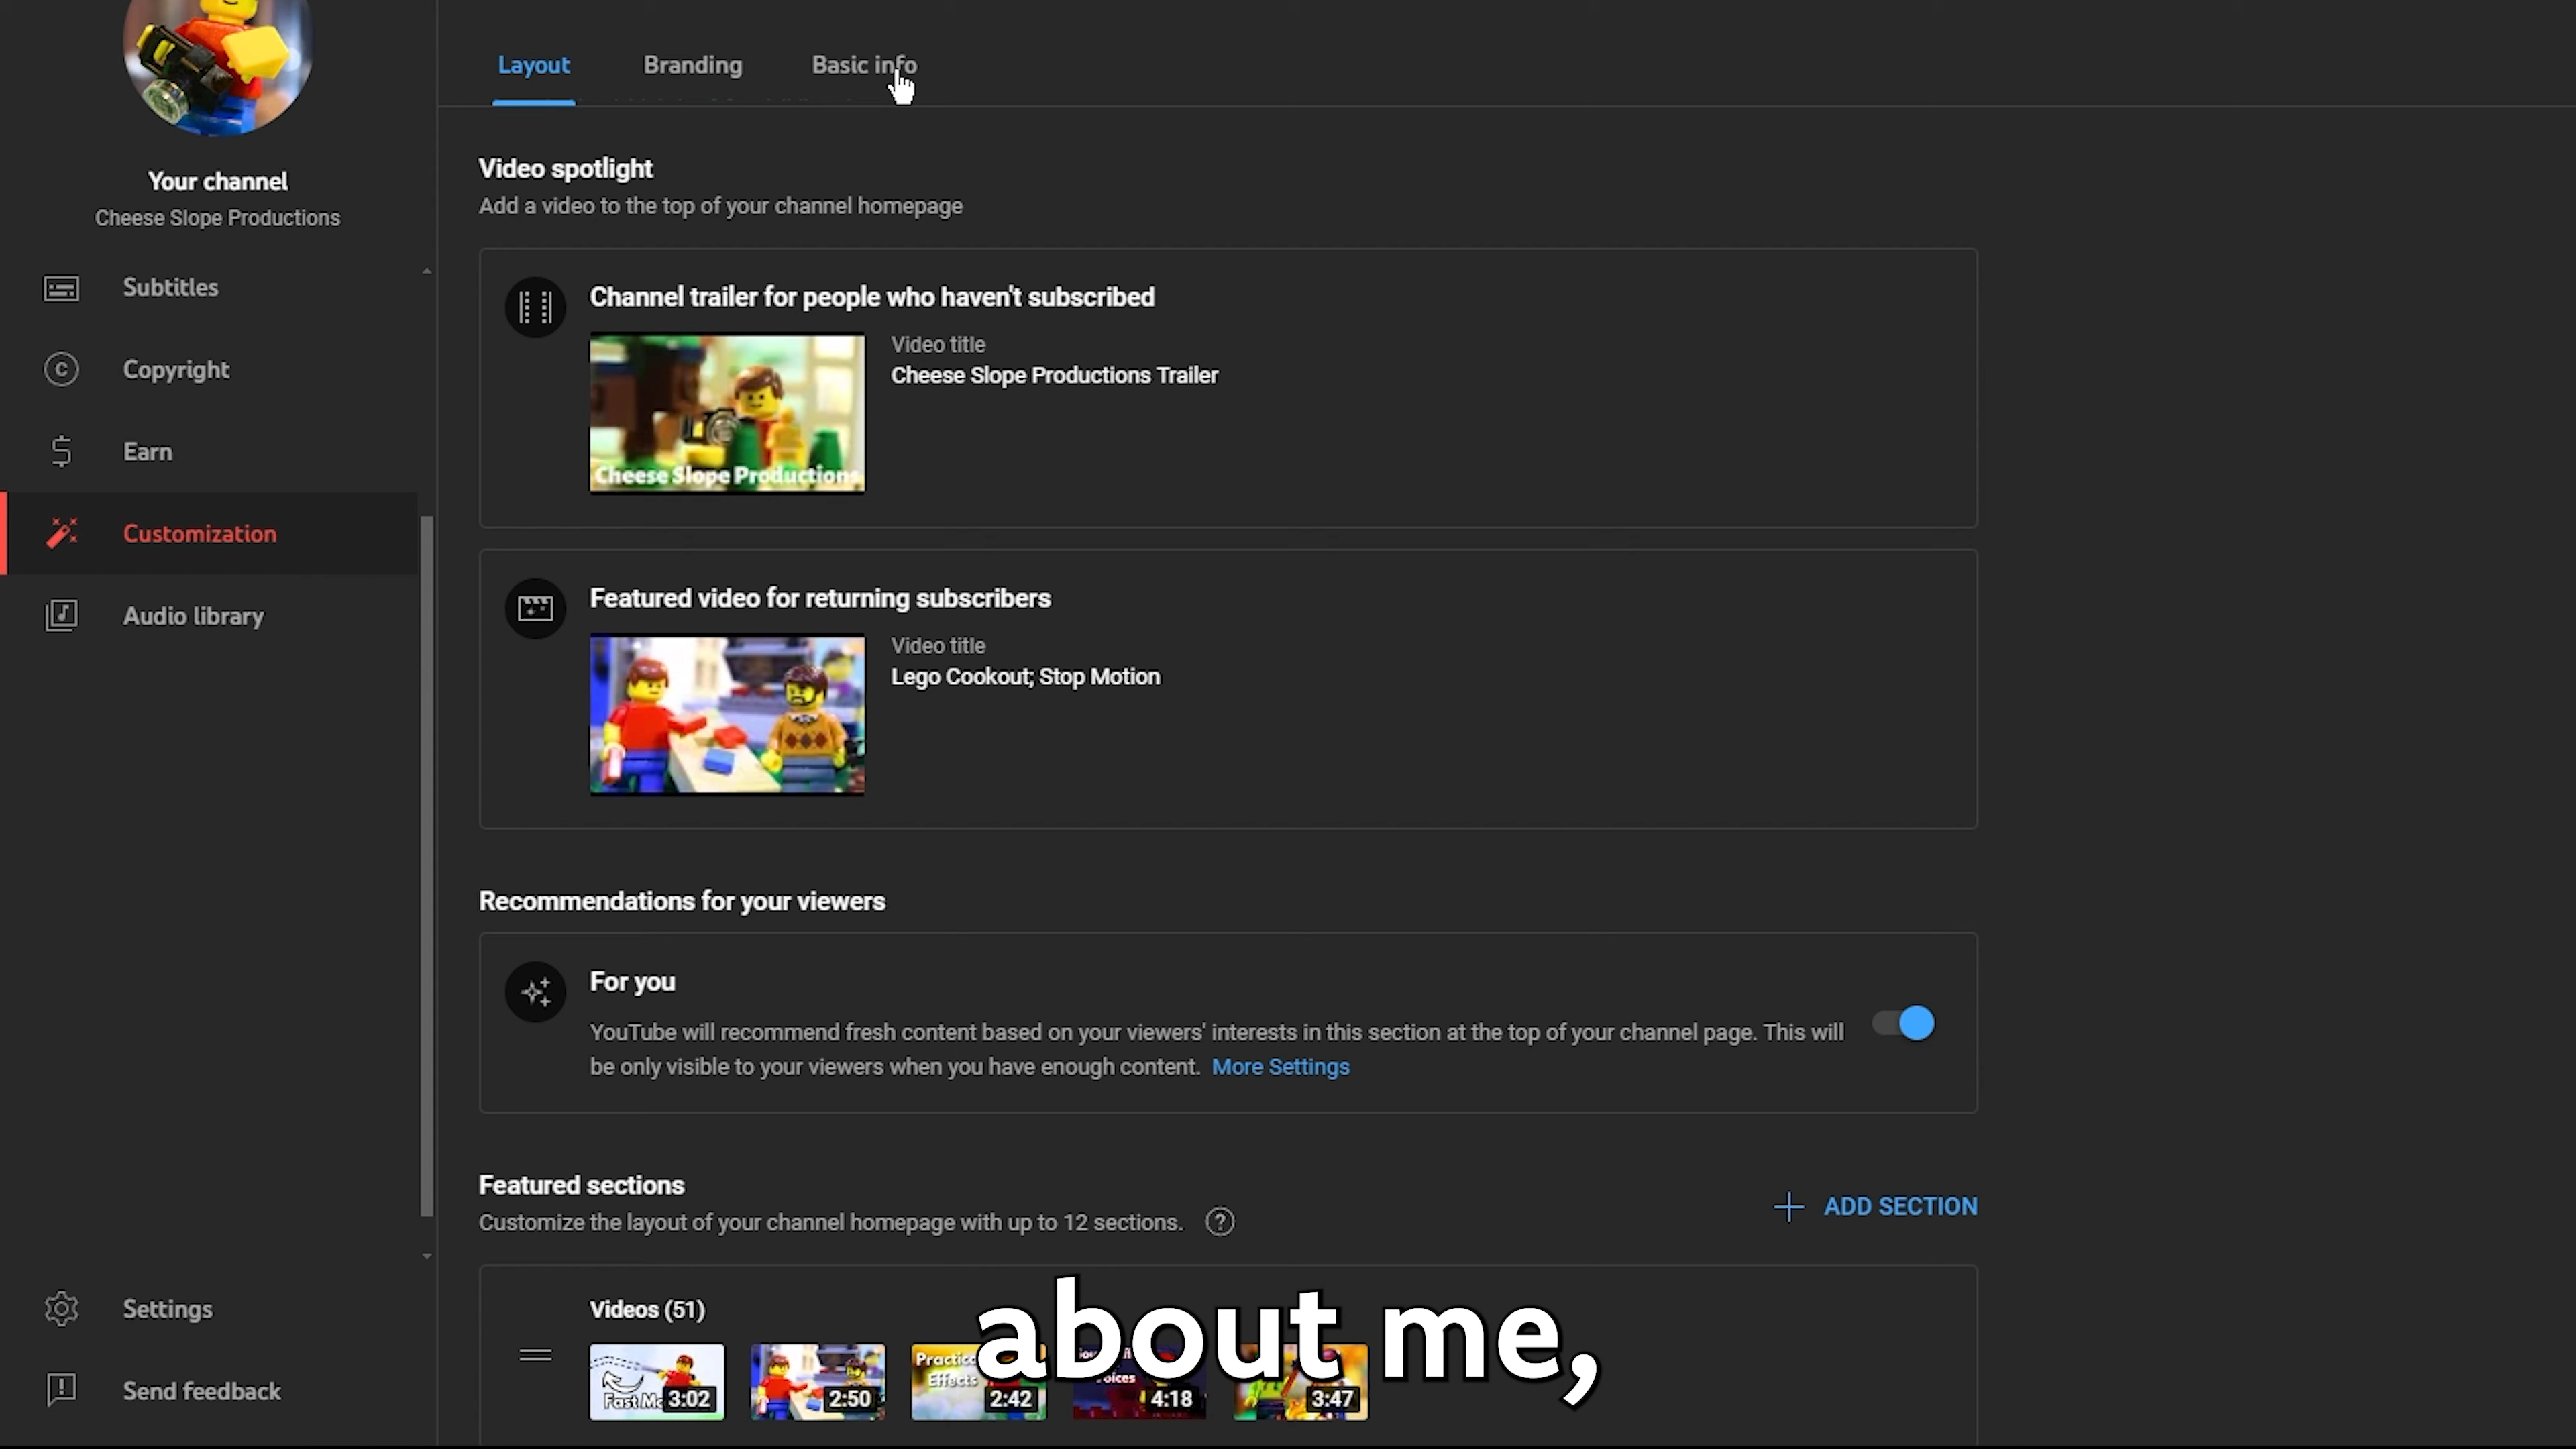 Layout
Branding
Basic info
Your channel
Cheese Slope Productions
Subtitles
Copyright
Earn
Customization
Audio library
Settings
Send feedback
Video spotlight
Add a video to the top of your channel homepage
Channel trailer for people who haven't subscribed
Cheese Slope Productions
Video title
Cheese Slope Productions Trailer
Featured video for returning subscribers
Video title
Lego Cookout; Stop Motion
Recommendations for your viewers
For you
YouTube will recommend fresh content based on your viewers' interests in this section at the top of your channel page. This will
be only visible to your viewers when you have enough content. More Settings
Featured sections
Customize the layout of your channel homepage with up to 12 sections.
ADD SECTION
Videos (51)
Fast
3:02
2:50
Effects
2:42
4:18
3:47
about me,